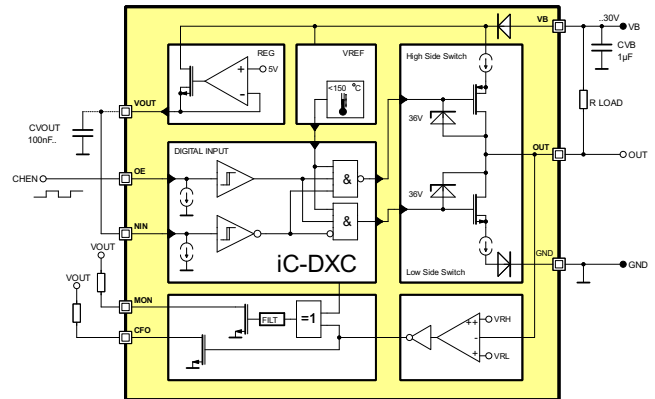 VB
..30V
VB
CVB
1µF
R LOAD
REG
5V
+
-
VREF
<150 °C
High Side Switch
36V
VOUT
CVOUT
100nF..
DIGITAL INPUT
OE
CHEN
&
&
NIN
iC-DXC
OUT
OUT
36V
Low Side Switch
GND
GND
VOUT
VOUT
MON
CFO
FILT
=1
++
-
+
VRH
VRL